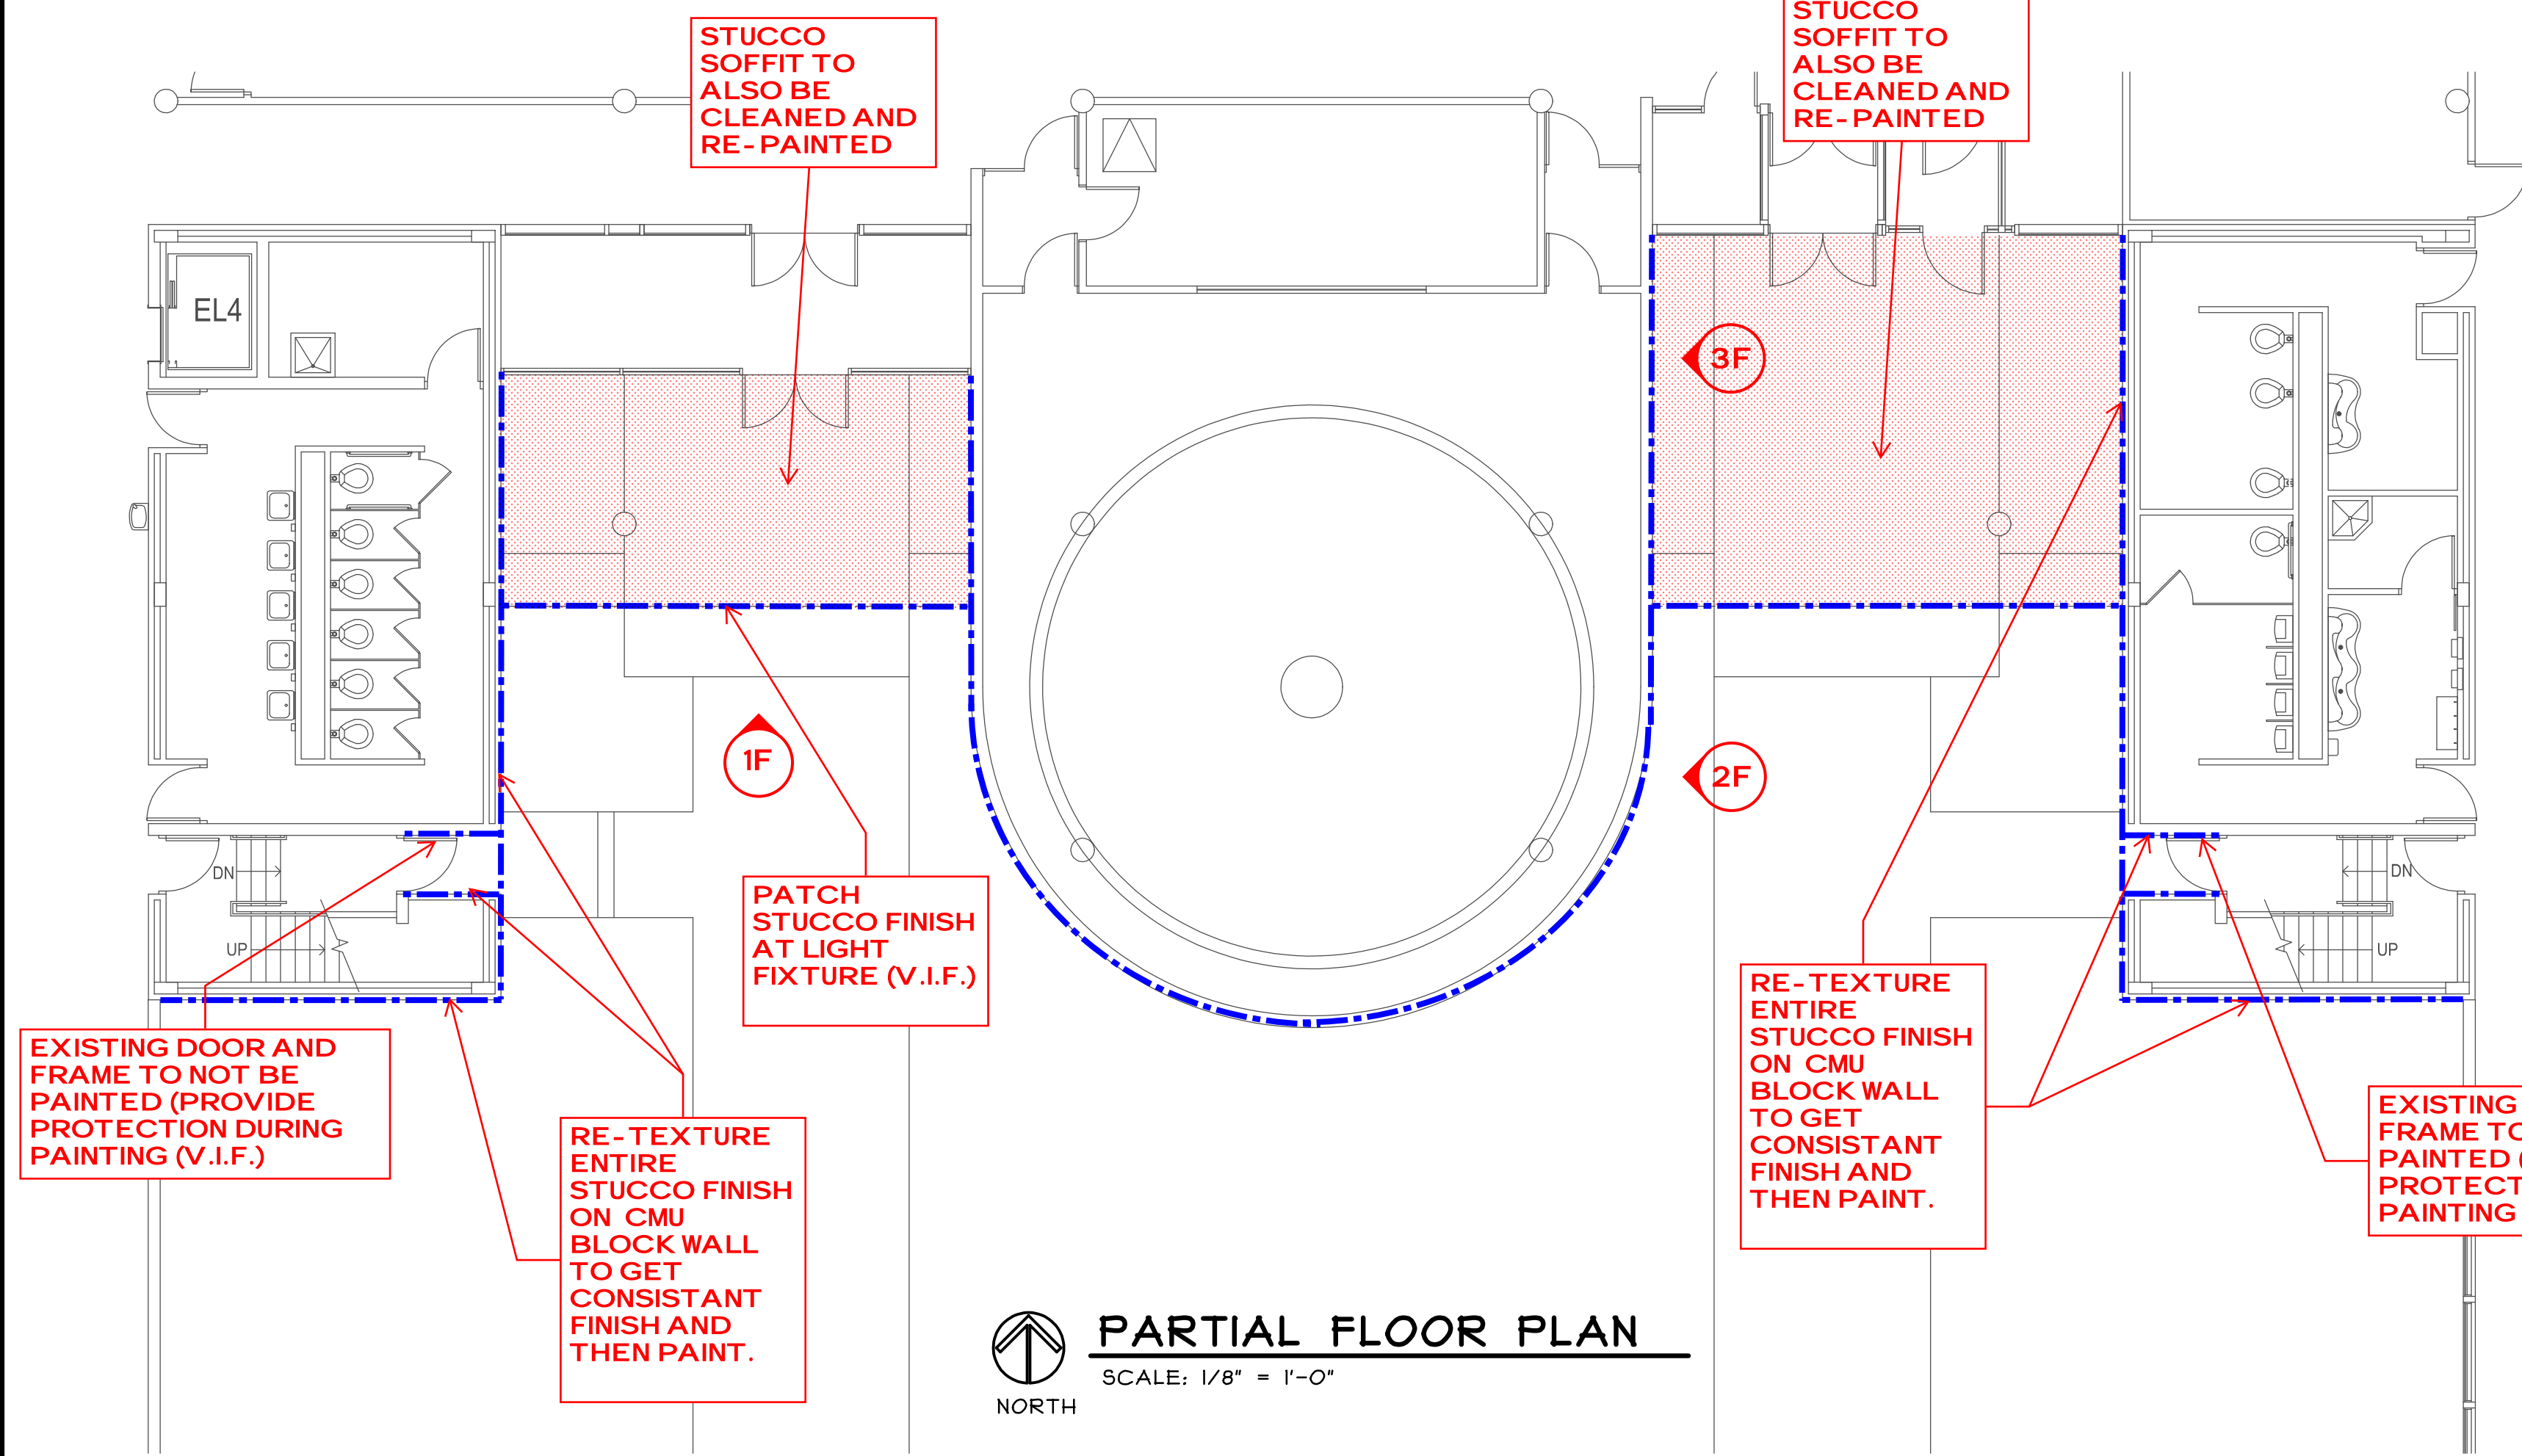 STUCCO
SOFFIT TO
ALSO BE
CLEANED AND
RE-PAINTED
STUCCO
SOFFIT TO
ALSO BE
CLEANED AND
RE-PAINTED
EL4
3F
1F
2F
DN
UP
DN
UP
PATCH
STUCCO FINISH
AT LIGHT
FIXTURE (V.I.F.)
EXISTING DOOR AND
FRAME TO NOT BE
PAINTED (PROVIDE
PROTECTION DURING
PAINTING (V.I.F.)
RE-TEXTURE
ENTIRE
STUCCO FINISH
ON CMU
BLOCK WALL
TO GET
CONSISTANT
FINISH AND
THEN PAINT.
RE-TEXTURE
ENTIRE
STUCCO FINISH
ON CMU
BLOCK WALL
TO GET
CONSISTANT
FINISH AND
THEN PAINT.
EXISTING
FRAME TO
PAINTED (
PROTECT
PAINTING
PARTIAL FLOOR PLAN
SCALE: 1/8" = 1'-0"
NORTH